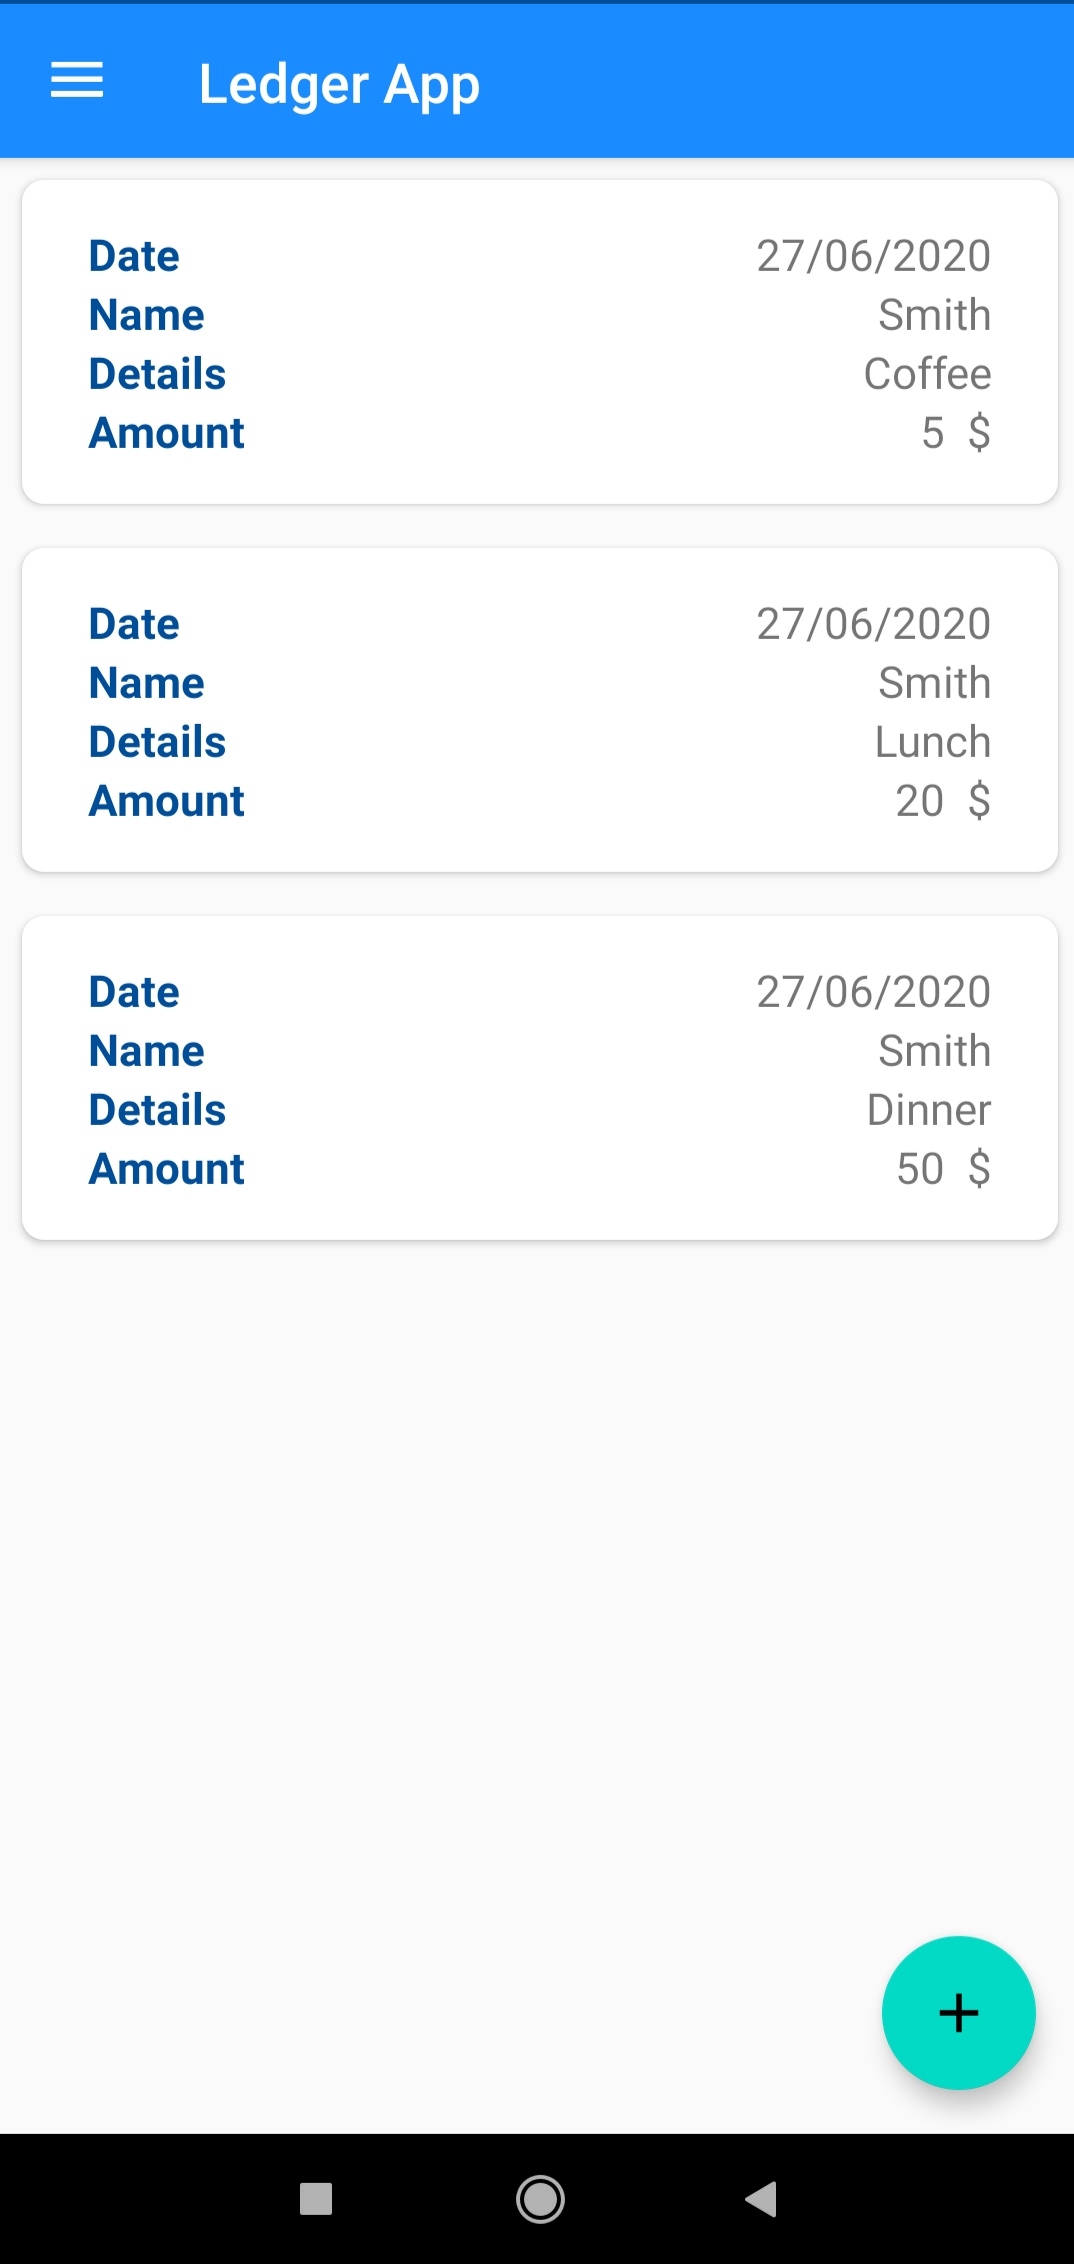 Ledger App
Date 27/06/2020
Name Smith
Details Coffee
Amount 5 $
Date 27/06/2020
Name Smith
Details Lunch
Amount 20 $
Date 27/06/2020
Name Smith
Details Dinner
Amount 50 $
+